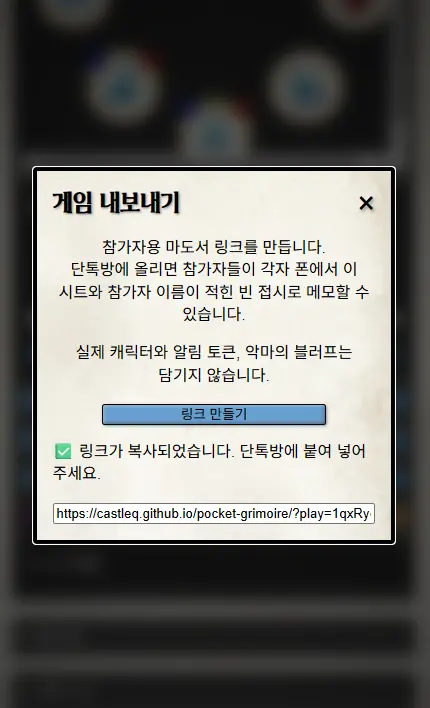 게임 내보내기
×
참가자용 마도서 링크를 만듭니다.
단톡방에 올리면 참가자들이 각자 폰에서 이
시트와 참가자 이름이 적힌 빈 접시로 메모할 수
있습니다.
실제 캐릭터와 알림 토큰, 악마의 블러프는
담기지 않습니다.
링크 만들기
✅ 링크가 복사되었습니다. 단톡방에 붙여 넣어
주세요.
https://castleq.github.io/pocket-grimoire/?play=1qxRy